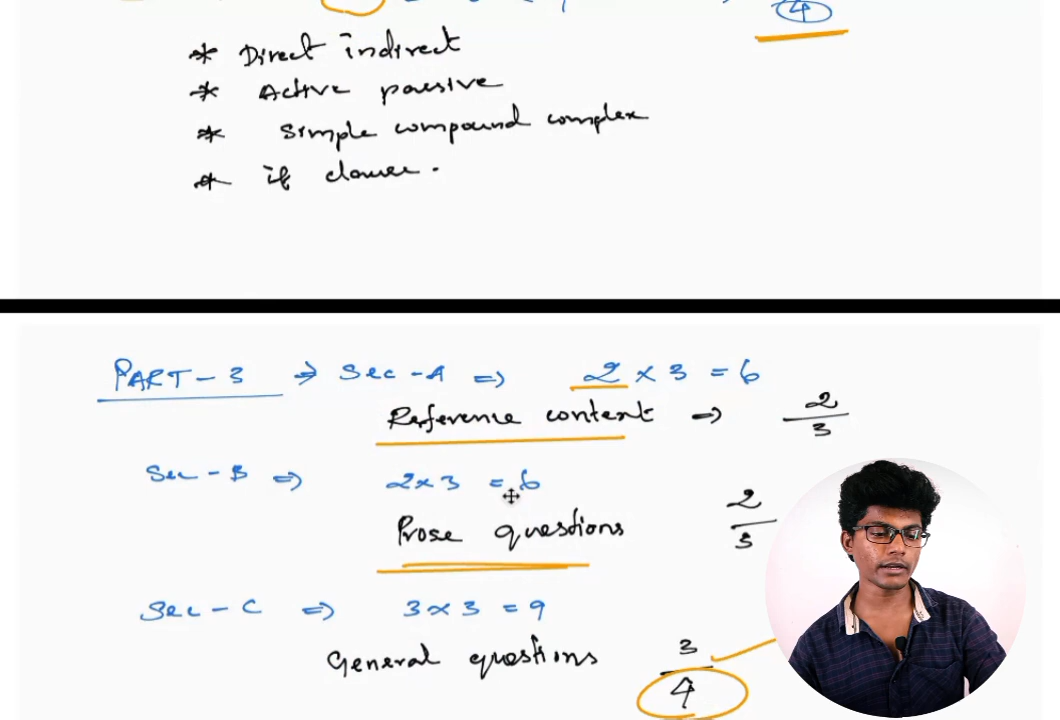 4
* Direct indirect
* Active passive
* Simple compound complex
* if clause.
PART-3 → Sec-A ⇒ 2 × 3 = 6
Reference context ⇒ 2/3
Sec-B ⇒ 2×3 = 6
Prose questions 2/3
Sec-C ⇒ 3×3 = 9
General questions 3/4